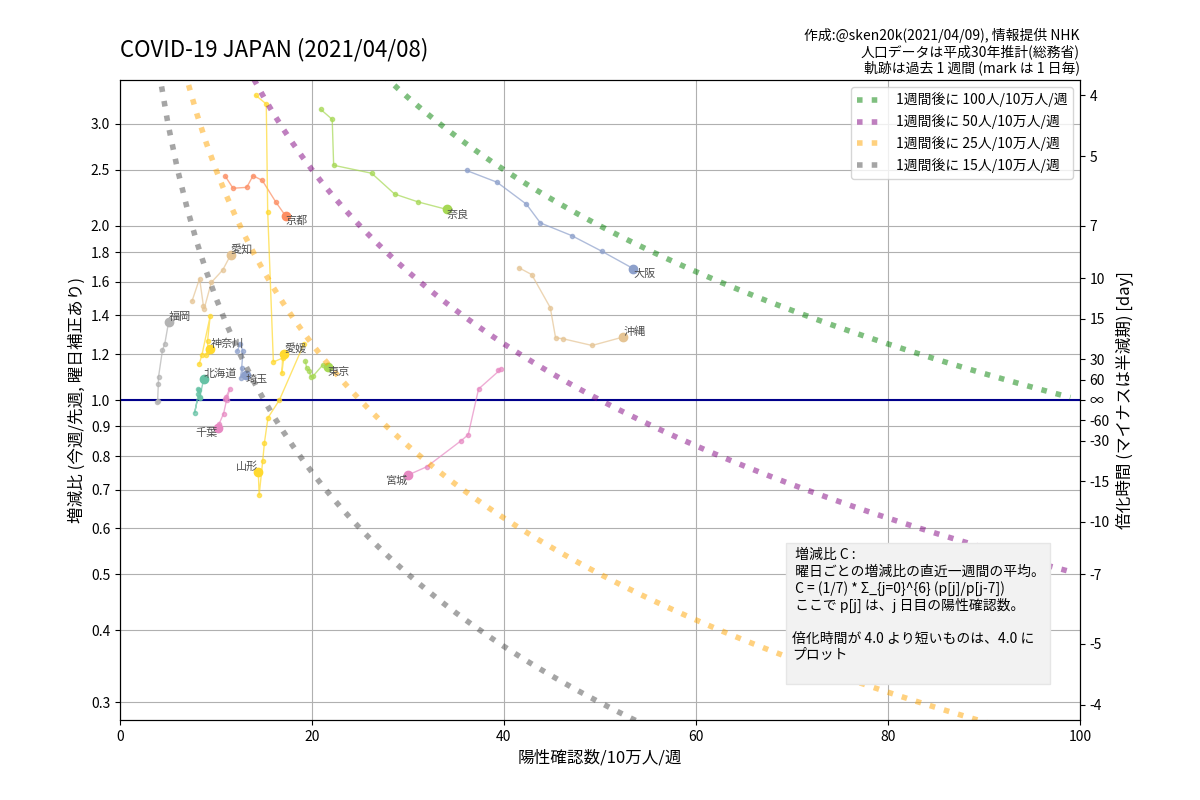 COVID-19 JAPAN (2021/04/08)
作成:@sken20k(2021/04/09), 情報提供 NHK
人口データは平成30年推計(総務省)
軌跡は過去 1 週間 (mark は 1 日毎)
1週間後に 100人/10万人/週
1週間後に 50人/10万人/週
1週間後に 25人/10万人/週
1週間後に 15人/10万人/週
増減比 (今週/先週, 曜日補正あり)
3.0
2.5
2.0
1.8
1.6
1.4
1.2
1.0
0.9
0.8
0.7
0.6
0.5
0.4
0.3
4
5
7
10
15
30
60
∞
-60
-30
-15
-10
-7
-5
-4
倍化時間 (マイナスは半減期) [day]
京都
奈良
愛知
大阪
福岡
沖縄
神奈川
愛媛
北海道
埼玉
東京
千葉
山形
宮城
増減比 C :
曜日ごとの増減比の直近一週間の平均。
C = (1/7) * Σ_{j=0}^{6} (p[j]/p[j-7])
ここで p[j] は、j 日目の陽性確認数。
倍化時間が 4.0 より短いものは、4.0 に
プロット
0
20
40
60
80
100
陽性確認数/10万人/週